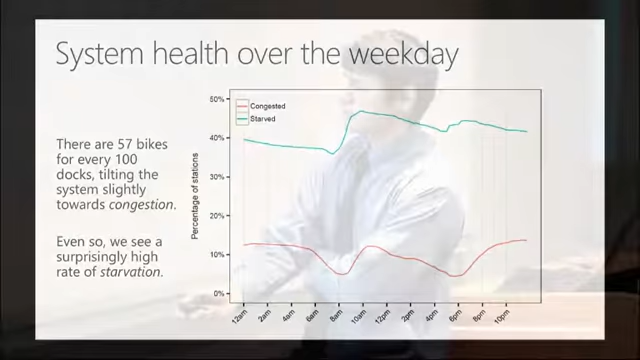 System health over the weekday
There are 57 bikes
for every 100
docks, tilting the
system slightly
towards congestion.
Even so, we see a
surprisingly high
rate of starvation.
Congested
Starved
Percentage of stations
50%
40%
30%
20%
10%
0%
12am 2am 4am 6am 8am 10am 12pm 2pm 4pm 6pm 8pm 10pm